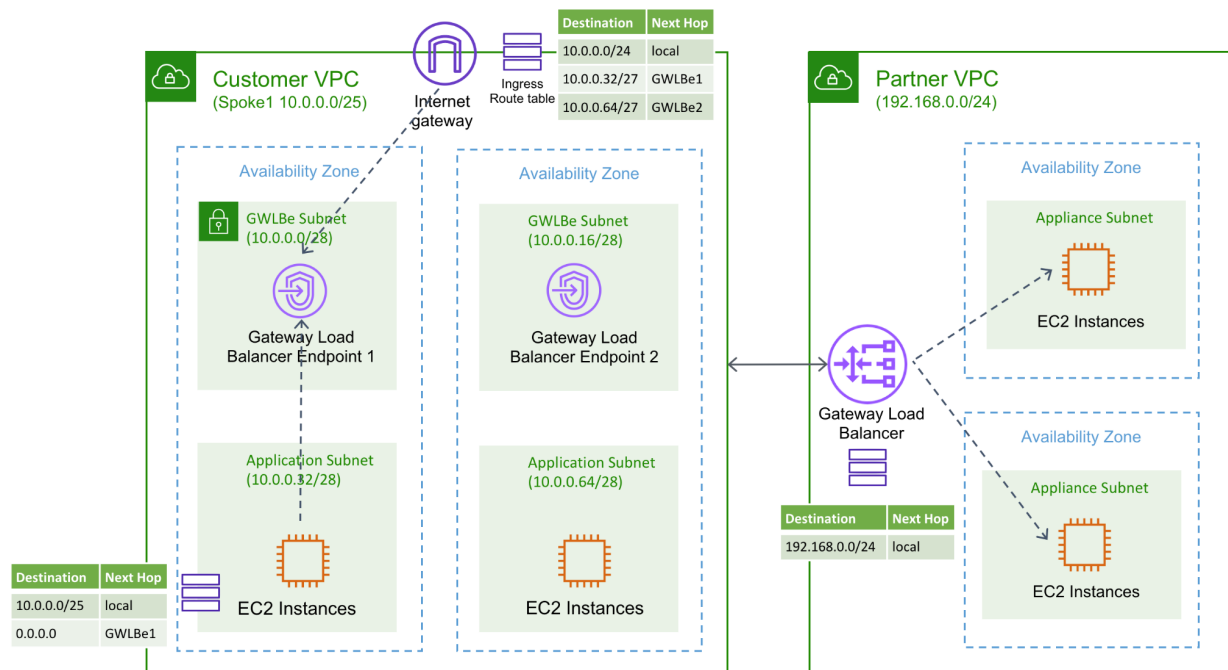 Destination Next Hop
10.0.0.0/24 local
10.0.0.32/27 GWLBe1
10.0.0.64/27 GWLBe2
Ingress
Route table
Internet
gateway
Customer VPC
(Spoke1 10.0.0.0/25)
Availability Zone
GWLBe Subnet
(10.0.0.0/28)
Gateway Load
Balancer Endpoint 1
Application Subnet
(10.0.0.32/28)
EC2 Instances
Destination Next Hop
10.0.0.0/25 local
0.0.0.0 GWLBe1
Availability Zone
GWLBe Subnet
(10.0.0.16/28)
Gateway Load
Balancer Endpoint 2
Application Subnet
(10.0.0.64/28)
EC2 Instances
Partner VPC
(192.168.0.0/24)
Gateway Load
Balancer
Destination Next Hop
192.168.0.0/24 local
Availability Zone
Appliance Subnet
EC2 Instances
Availability Zone
Appliance Subnet
EC2 Instances